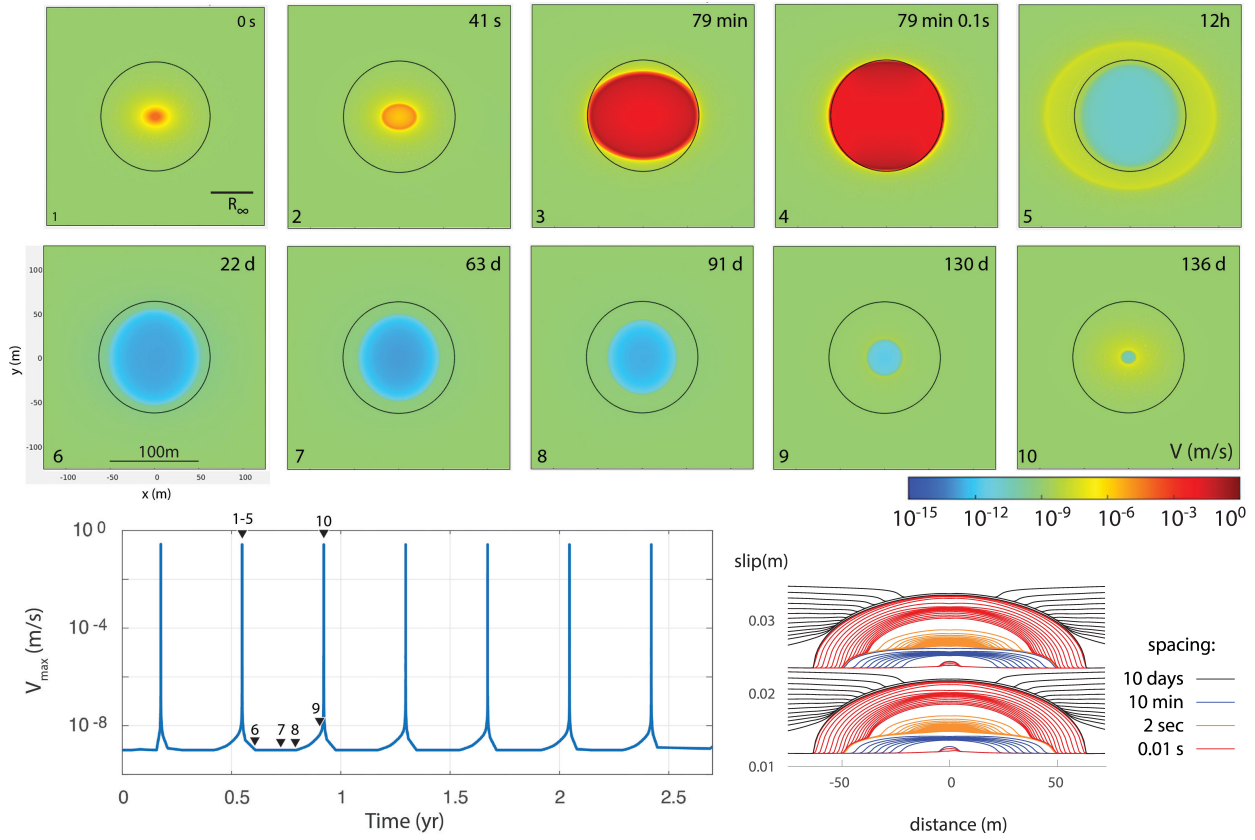 0 s
41 s
79 min
79 min 0.1s
12h
R∞
1
2
3
4
5
22 d
63 d
91 d
130 d
136 d
100
50
0
-50
-100
y (m)
100m
V (m/s)
6
7
8
9
10
-100
-50
0
50
100
x (m)
10^-15
10^-12
10^-9
10^-6
10^-3
10^0
1-5
10
10^0
10^-4
10^-8
V_max (m/s)
6
7
8
9
0
0.5
1
1.5
2
2.5
Time (yr)
slip(m)
0.03
0.02
0.01
-50
0
50
distance (m)
spacing:
10 days
10 min
2 sec
0.01 s